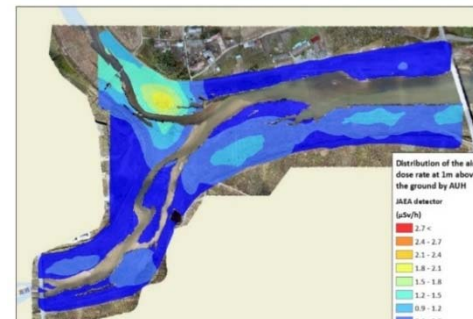 Distribution of the air
dose rate at 1m above
the ground by AUH
JAEA detector
(μSv/h)
2.7 <
2.4 - 2.7
2.1 - 2.4
1.8 - 2.1
1.5 - 1.8
1.2 - 1.5
0.9 - 1.2